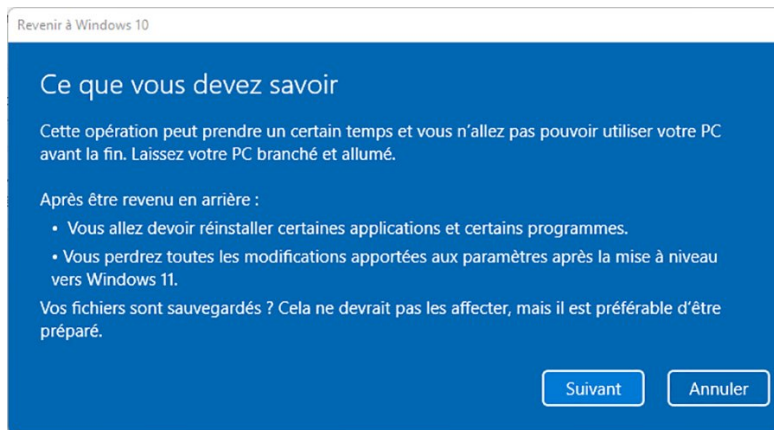 Revenir à Windows 10
Ce que vous devez savoir
Cette opération peut prendre un certain temps et vous n’allez pas pouvoir utiliser votre PC
avant la fin. Laissez votre PC branché et allumé.
Après être revenu en arrière :
• Vous allez devoir réinstaller certaines applications et certains programmes.
• Vous perdrez toutes les modifications apportées aux paramètres après la mise à niveau
vers Windows 11.
Vos fichiers sont sauvegardés ? Cela ne devrait pas les affecter, mais il est préférable d’être
préparé.
Suivant Annuler